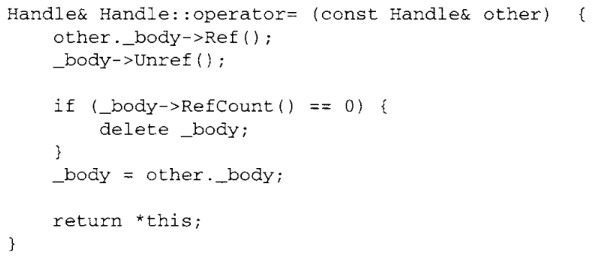 Handle& Handle::operator= (const Handle& other)  {
    other._body->Ref();
    _body->Unref();

    if (_body->RefCount() == 0) {
        delete _body;
    }
    _body = other._body;

    return *this;
}